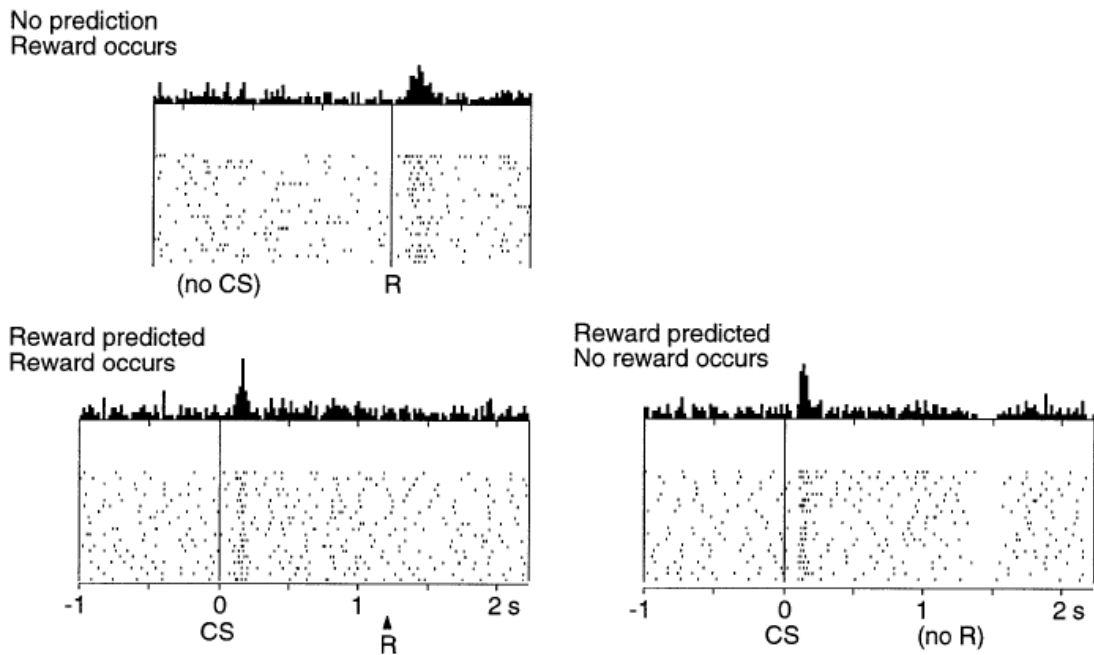 No prediction
Reward occurs
(no CS) R
Reward predicted
Reward occurs
-1 0 1 2 s
CS R
Reward predicted
No reward occurs
-1 0 1 2 s
CS (no R)